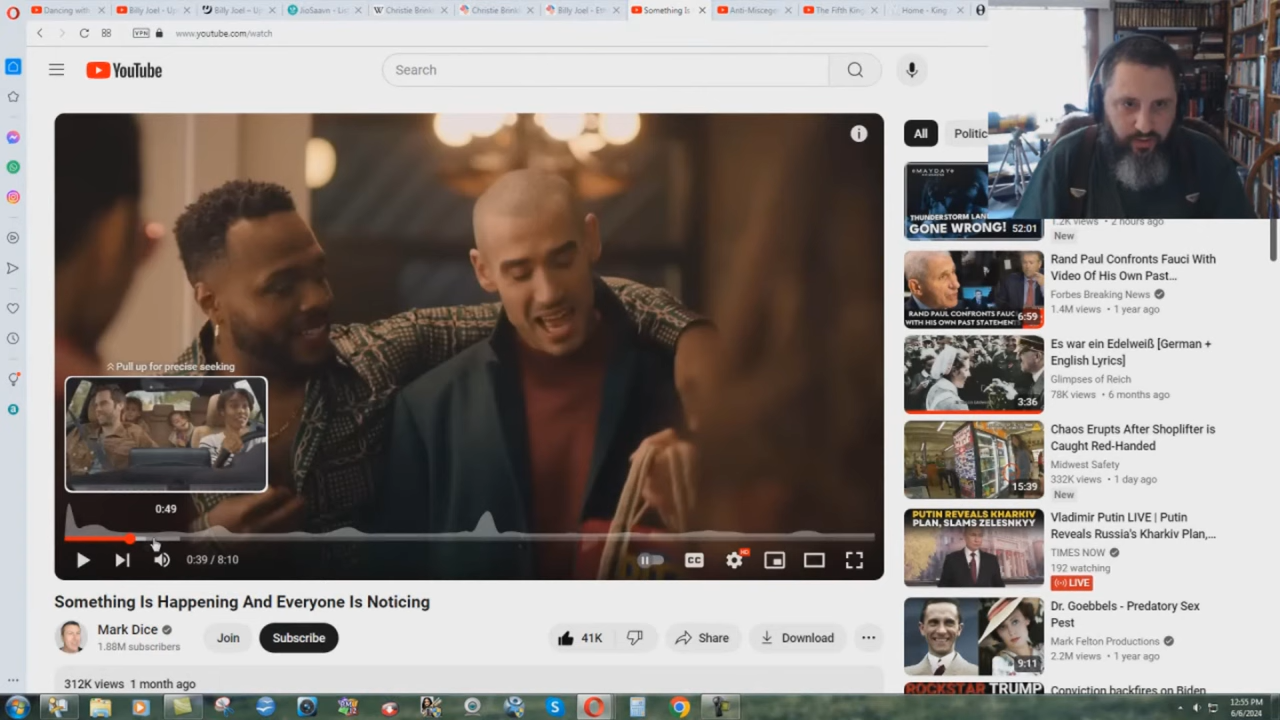 Dancing with
Billy Joel - Up
Billy Joel – Up
JioSaavn - Lis
Christie Brink
Christie Brink
Billy Joel - Et
Something Is
Anti-Misceg
The Fifth King
Home - King
VPN
www.youtube.com/watch
YouTube
Search
All
Politic
MAYDAY
THUNDERSTORM LAN
GONE WRONG!
52:01
1.2K views • 2 hours ago
New
Rand Paul Confronts Fauci With
Video Of His Own Past...
Forbes Breaking News
1.4M views • 1 year ago
RAND PAUL CONFRONTS FAUCI
WITH HIS OWN PAST STATEMEN
6:59
Es war ein Edelweiß [German +
English Lyrics]
Glimpses of Reich
78K views • 6 months ago
3:36
Chaos Erupts After Shoplifter is
Caught Red-Handed
Midwest Safety
332K views • 1 day ago
New
15:39
PUTIN REVEALS KHARKIV
PLAN, SLAMS ZELESNKYY
Vladimir Putin LIVE | Putin
Reveals Russia's Kharkiv Plan,...
TIMES NOW
192 watching
LIVE
Dr. Goebbels - Predatory Sex
Pest
Mark Felton Productions
2.2M views • 1 year ago
9:11
ROCKSTAR TRUMP
Conviction backfires on Biden
Pull up for precise seeking
0:49
0:39 / 8:10
CC
HD
Something Is Happening And Everyone Is Noticing
Mark Dice
1.88M subscribers
Join
Subscribe
41K
Share
Download
312K views 1 month ago
12:55 PM
6/6/2024